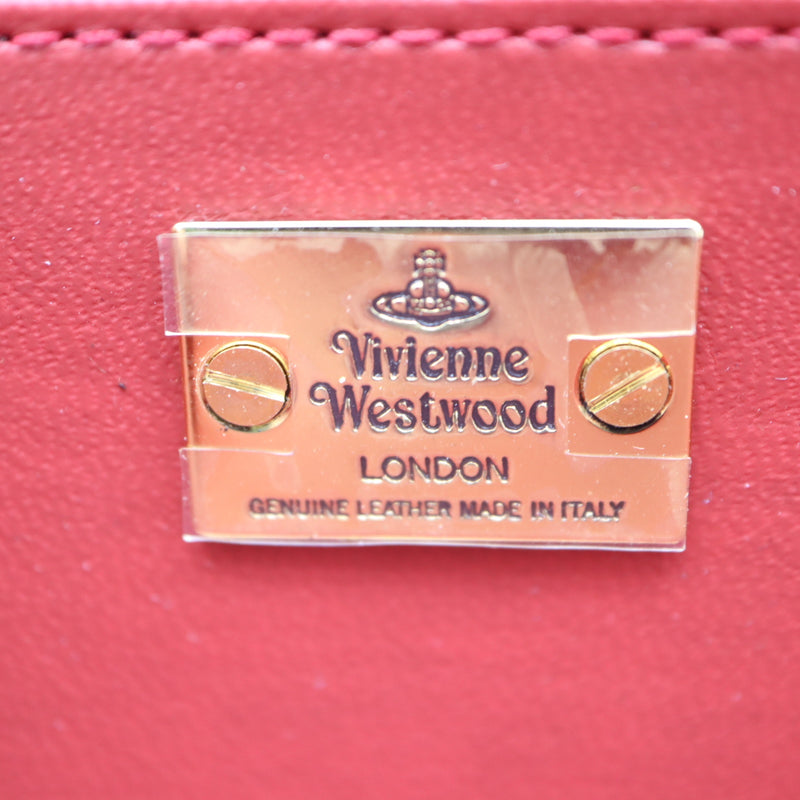 Vivienne
Westwood
LONDON
GENUINE LEATHER MADE IN ITALY